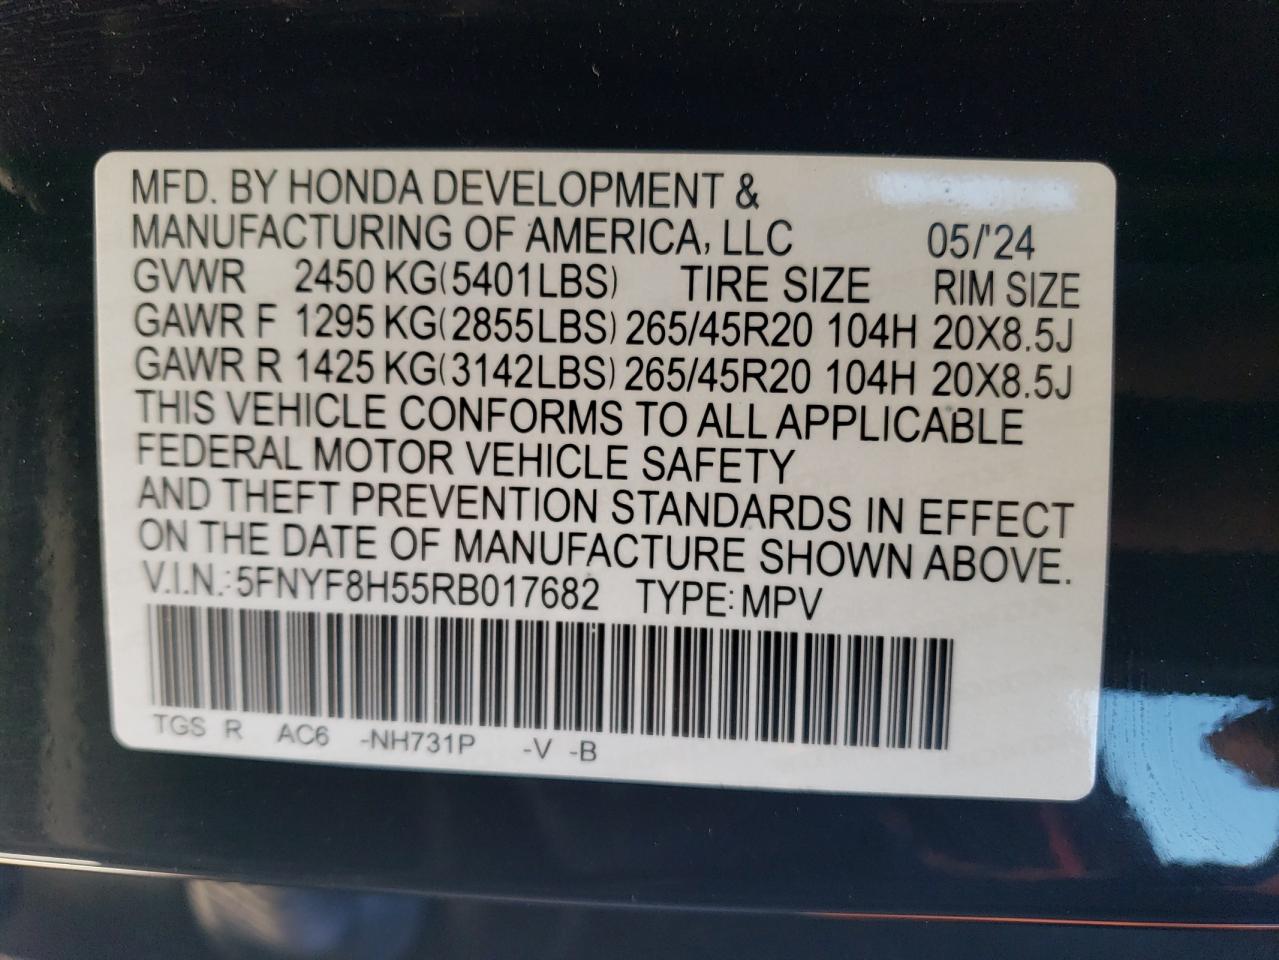 MFD. BY HONDA DEVELOPMENT &
MANUFACTURING OF AMERICA, LLC 05/'24
GVWR 2450 KG(5401LBS) TIRE SIZE RIM SIZE
GAWR F 1295 KG(2855LBS) 265/45R20 104H 20X8.5J
GAWR R 1425 KG(3142LBS) 265/45R20 104H 20X8.5J
THIS VEHICLE CONFORMS TO ALL APPLICABLE
FEDERAL MOTOR VEHICLE SAFETY
AND THEFT PREVENTION STANDARDS IN EFFECT
ON THE DATE OF MANUFACTURE SHOWN ABOVE.
V.I.N.: 5FNYF8H55RB017682 TYPE: MPV
TGS R AC6 -NH731P -V -B